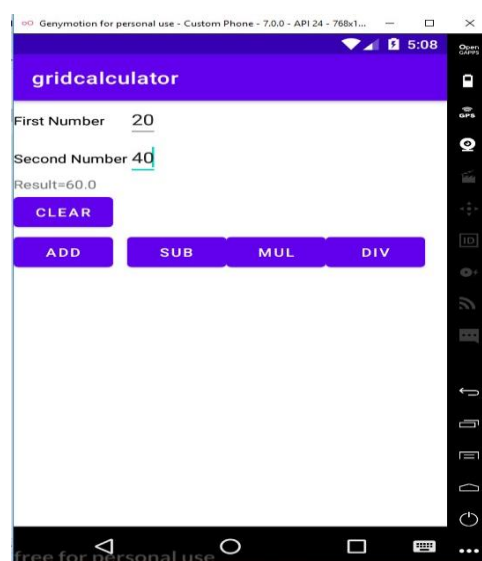 Genymotion for personal use - Custom Phone - 7.0.0 - API 24 - 768x1...
5:08
Open
GAPPS
gridcalculator
GPS
First Number 20
Second Number 40
Result=60.0
CLEAR
ID
ADD SUB MUL DIV
free for personal use